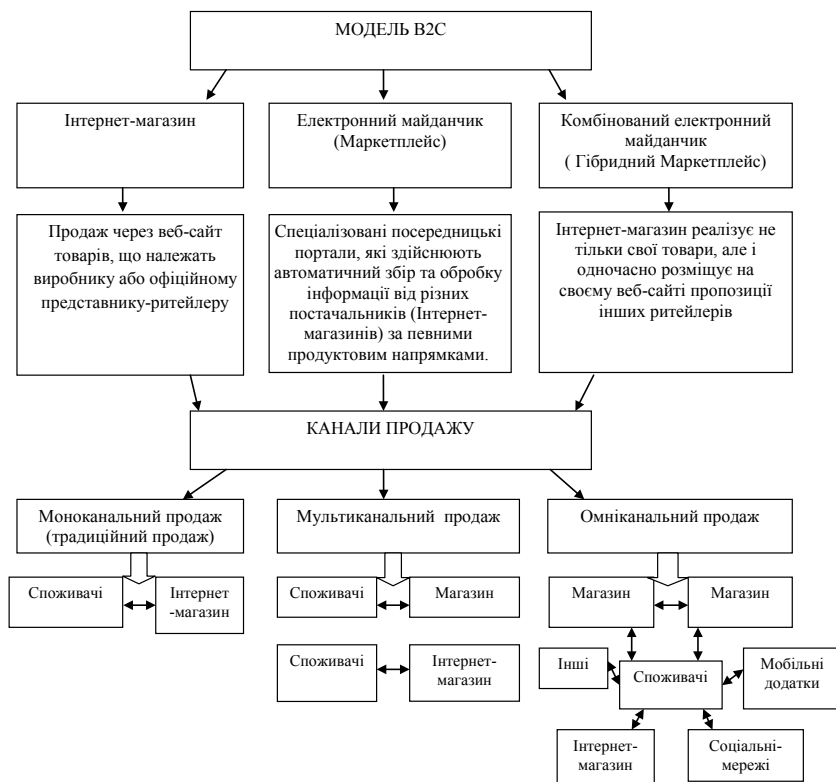 МОДЕЛЬ B2C
Інтернет-магазин
Електронний майданчик
(Маркетплейс)
Комбінований електронний
майданчик
( Гібридний Маркетплейс)
Продаж через веб-сайт
товарів, що належать
виробнику або офіційному
представнику-ритейлеру
Спеціалізовані посередницькі
портали, які здійснюють
автоматичний збір та обробку
інформації від різних
постачальників (Інтернет-
магазинів) за певними
продуктовим напрямками.
Інтернет-магазин реалізує не
тільки свої товари, але і
одночасно розміщує на
своєму веб-сайті пропозиції
інших ритейлерів
КАНАЛИ ПРОДАЖУ
Моноканальний продаж
(традиційний продаж)
Мультиканальний продаж
Омніканальний продаж
Споживачі
Інтернет
-магазин
Споживачі
Магазин
Споживачі
Інтернет-
магазин
Магазин
Магазин
Інші
Споживачі
Мобільні
додатки
Інтернет-
магазин
Соціальні-
мережі